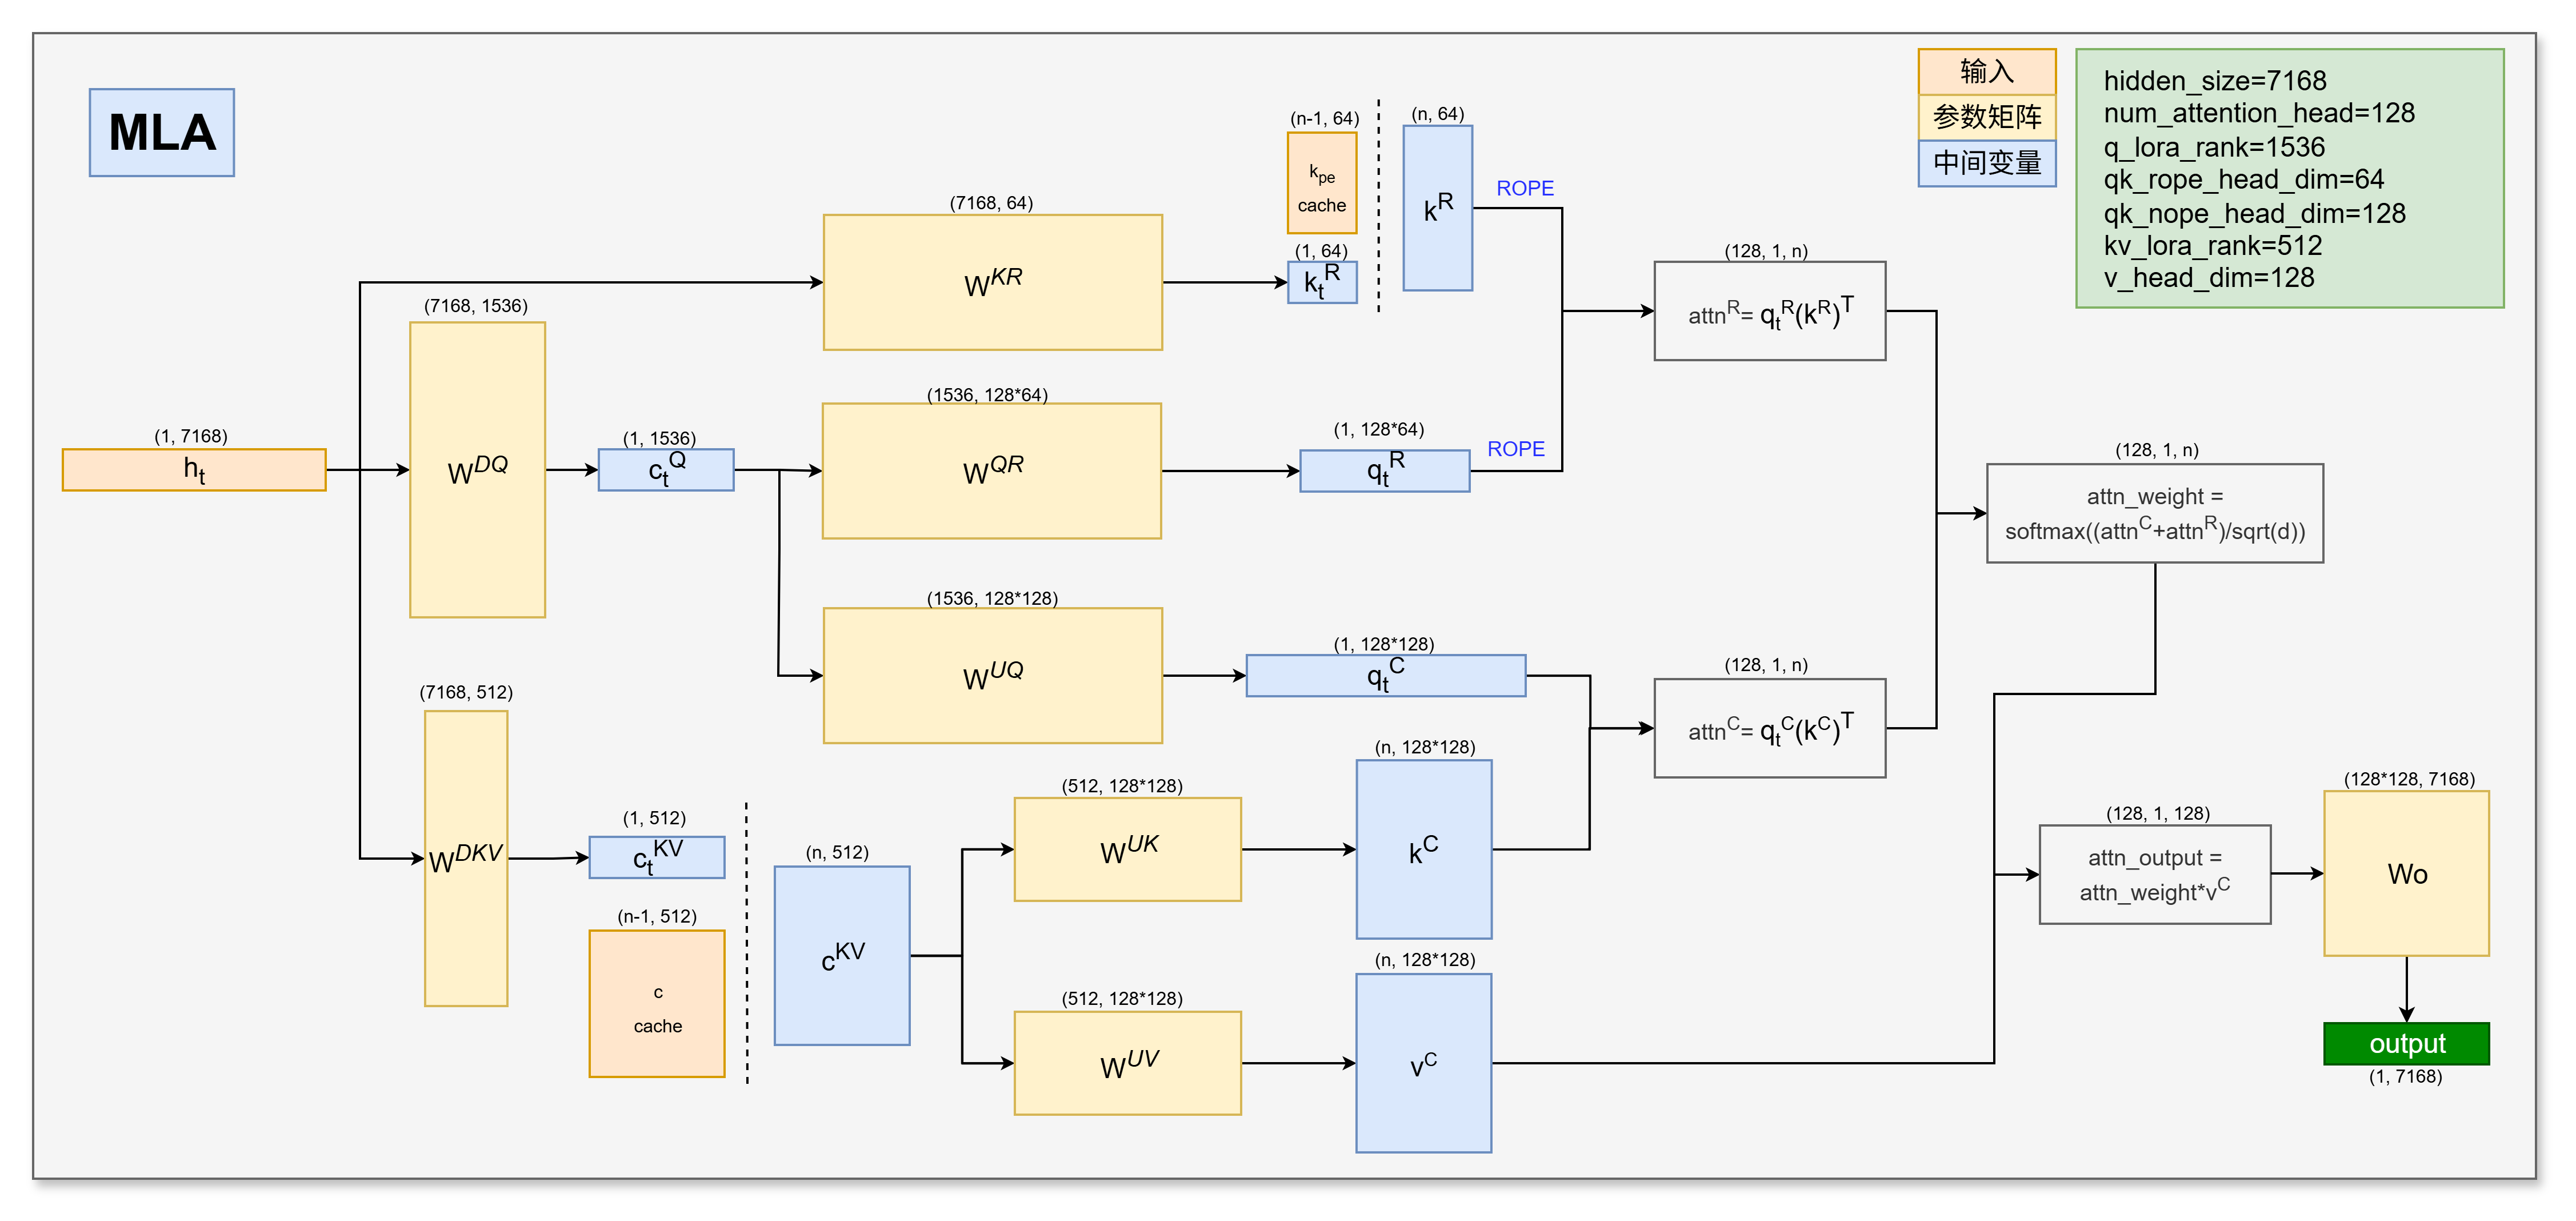 MLA
输入
参数矩阵
中间变量
hidden_size=7168
num_attention_head=128
q_lora_rank=1536
qk_rope_head_dim=64
qk_nope_head_dim=128
kv_lora_rank=512
v_head_dim=128
(1, 7168)
h_t
(7168, 1536)
W^DQ
(1, 1536)
c_t^Q
(7168, 64)
W^KR
(n-1, 64)
k_pe
cache
(1, 64)
k_t^R
(n, 64)
k^R
ROPE
(1536, 128*64)
W^QR
(1, 128*64)
q_t^R
ROPE
(128, 1, n)
attn^R= q_t^R(k^R)^T
(1536, 128*128)
W^UQ
(1, 128*128)
q_t^C
(128, 1, n)
attn^C= q_t^C(k^C)^T
(128, 1, n)
attn_weight =
softmax((attn^C+attn^R)/sqrt(d))
(7168, 512)
W^DKV
(1, 512)
c_t^KV
(n-1, 512)
c
cache
(n, 512)
c^KV
(512, 128*128)
W^UK
(n, 128*128)
k^C
(512, 128*128)
W^UV
(n, 128*128)
v^C
(128, 1, 128)
attn_output =
attn_weight*v^C
(128*128, 7168)
Wo
output
(1, 7168)